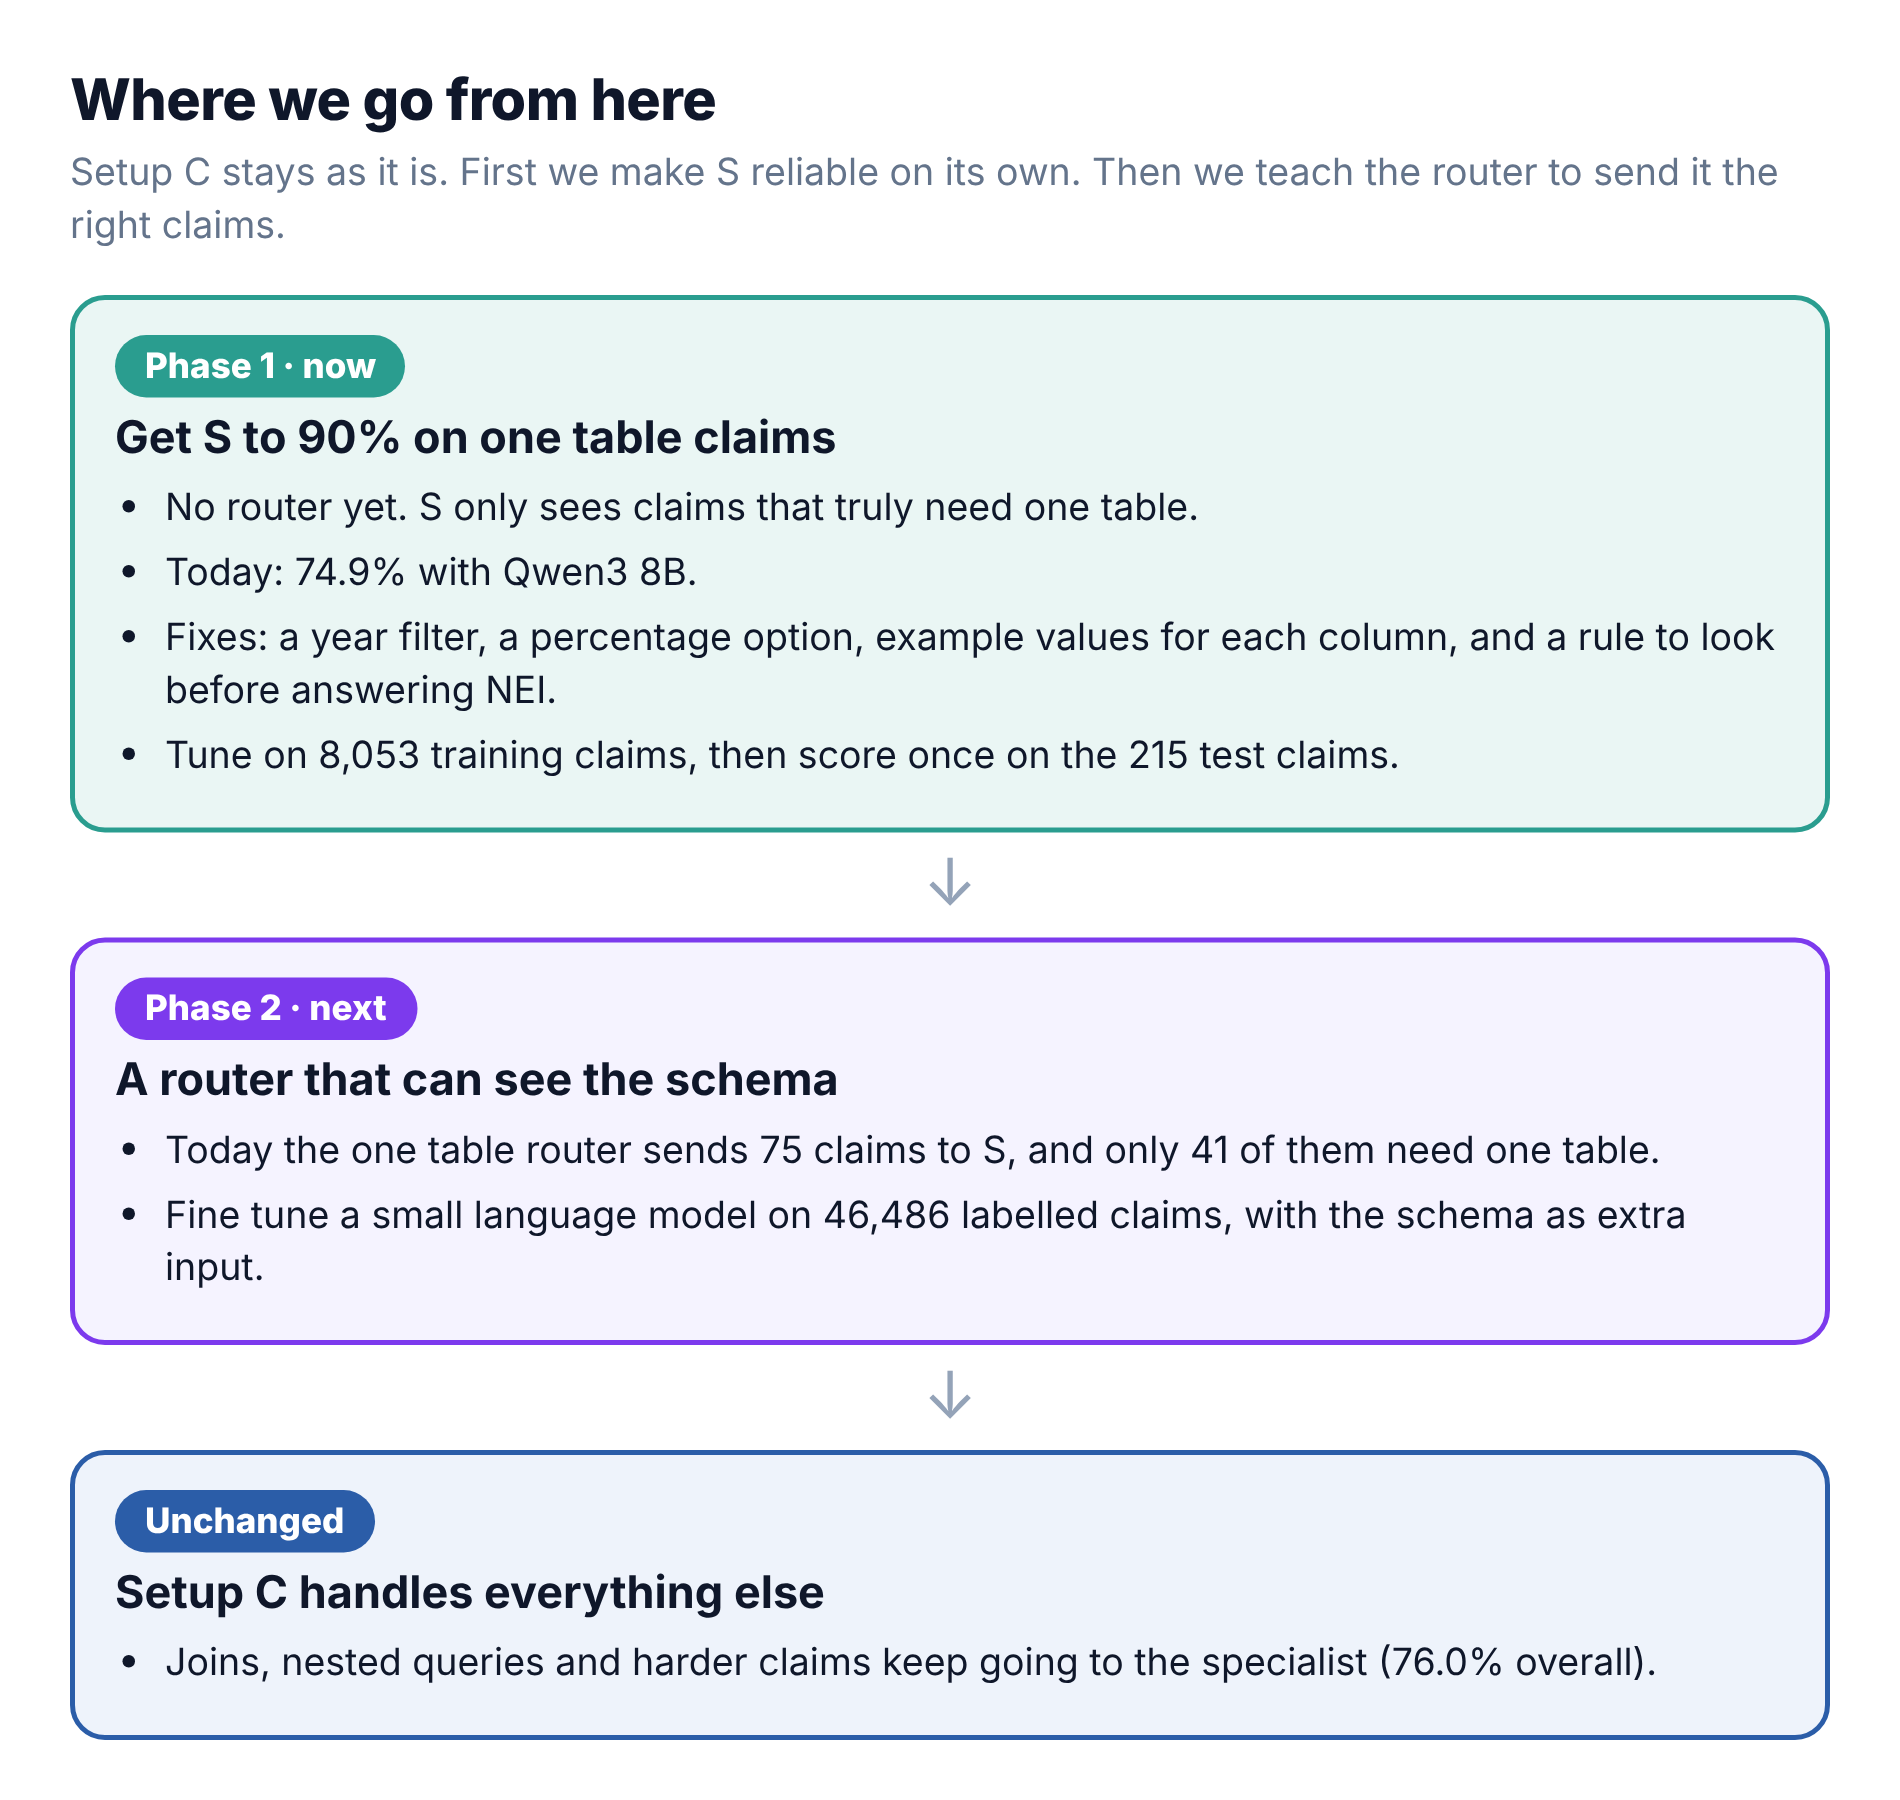 Where we go from here
Setup C stays as it is. First we make S reliable on its own. Then we teach the router to send it the
right claims.
Phase 1 · now
Get S to 90% on one table claims
• No router yet. S only sees claims that truly need one table.
• Today: 74.9% with Qwen3 8B.
• Fixes: a year filter, a percentage option, example values for each column, and a rule to look
before answering NEI.
• Tune on 8,053 training claims, then score once on the 215 test claims.
↓
Phase 2 · next
A router that can see the schema
• Today the one table router sends 75 claims to S, and only 41 of them need one table.
• Fine tune a small language model on 46,486 labelled claims, with the schema as extra
input.
↓
Unchanged
Setup C handles everything else
• Joins, nested queries and harder claims keep going to the specialist (76.0% overall).